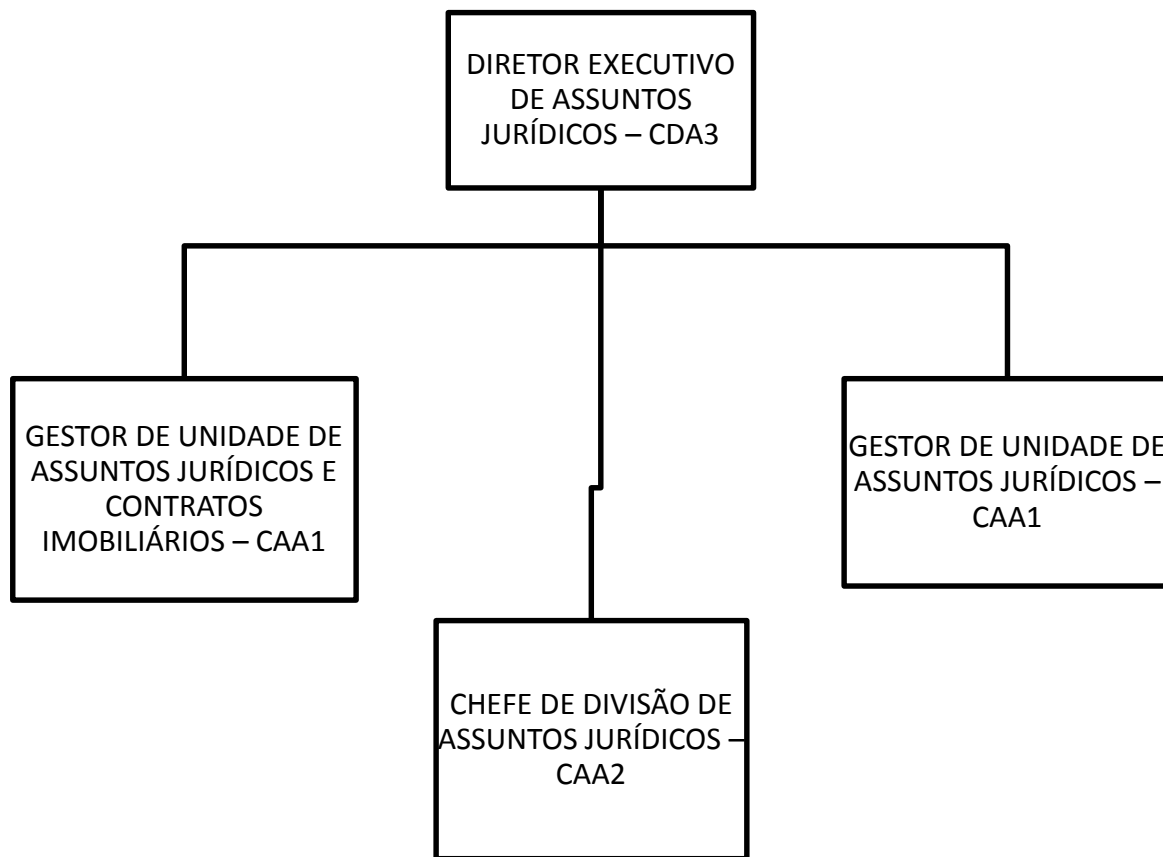 DIRETOR EXECUTIVO
DE ASSUNTOS
JURÍDICOS – CDA3
GESTOR DE UNIDADE DE
ASSUNTOS JURÍDICOS E
CONTRATOS
IMOBILIÁRIOS – CAA1
GESTOR DE UNIDADE DE
ASSUNTOS JURÍDICOS –
CAA1
CHEFE DE DIVISÃO DE
ASSUNTOS JURÍDICOS –
CAA2